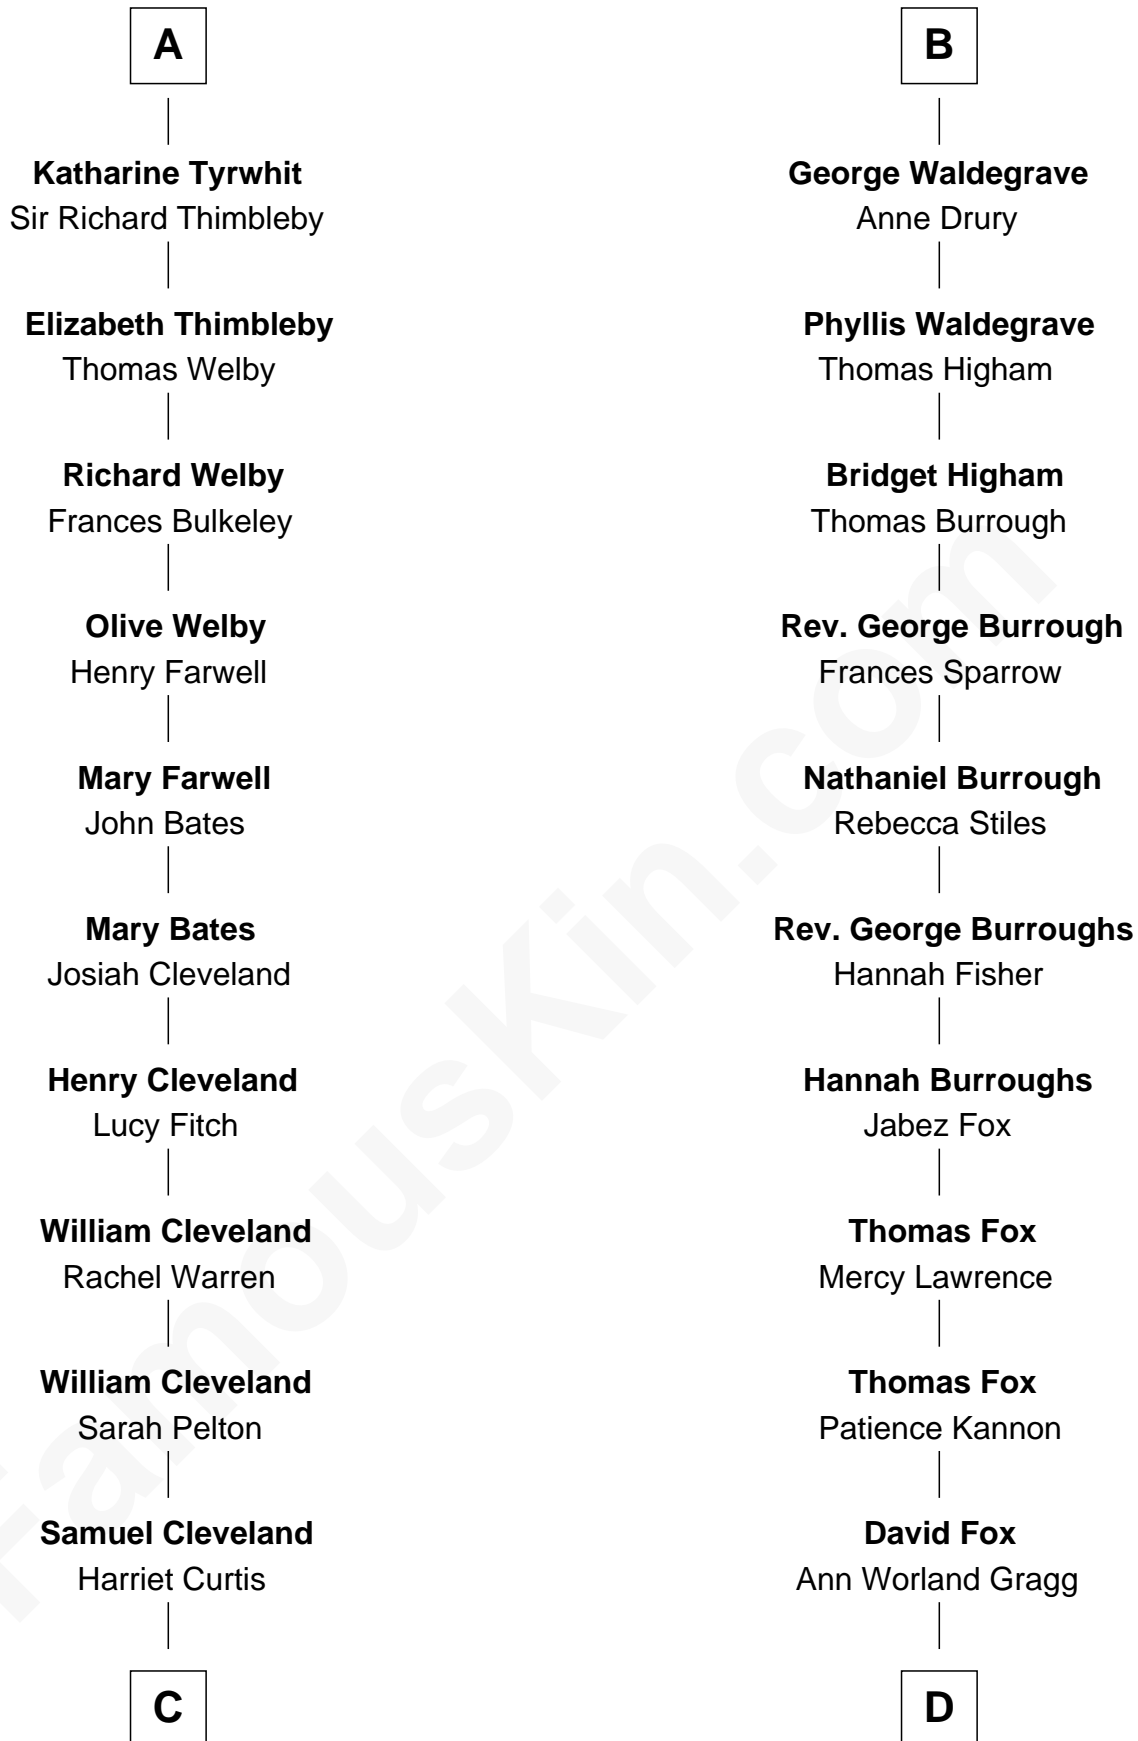 A
Katharine Tyrwhit
Sir Richard Thimbleby
Elizabeth Thimbleby
Thomas Welby
Richard Welby
Frances Bulkeley
Olive Welby
Henry Farwell
Mary Farwell
John Bates
Mary Bates
Josiah Cleveland
Henry Cleveland
Lucy Fitch
William Cleveland
Rachel Warren
William Cleveland
Sarah Pelton
Samuel Cleveland
Harriet Curtis
C
B
George Waldegrave
Anne Drury
Phyllis Waldegrave
Thomas Higham
Bridget Higham
Thomas Burrough
Rev. George Burrough
Frances Sparrow
Nathaniel Burrough
Rebecca Stiles
Rev. George Burroughs
Hannah Fisher
Hannah Burroughs
Jabez Fox
Thomas Fox
Mercy Lawrence
Thomas Fox
Patience Kannon
David Fox
Ann Worland Gragg
D
FamousKin.com